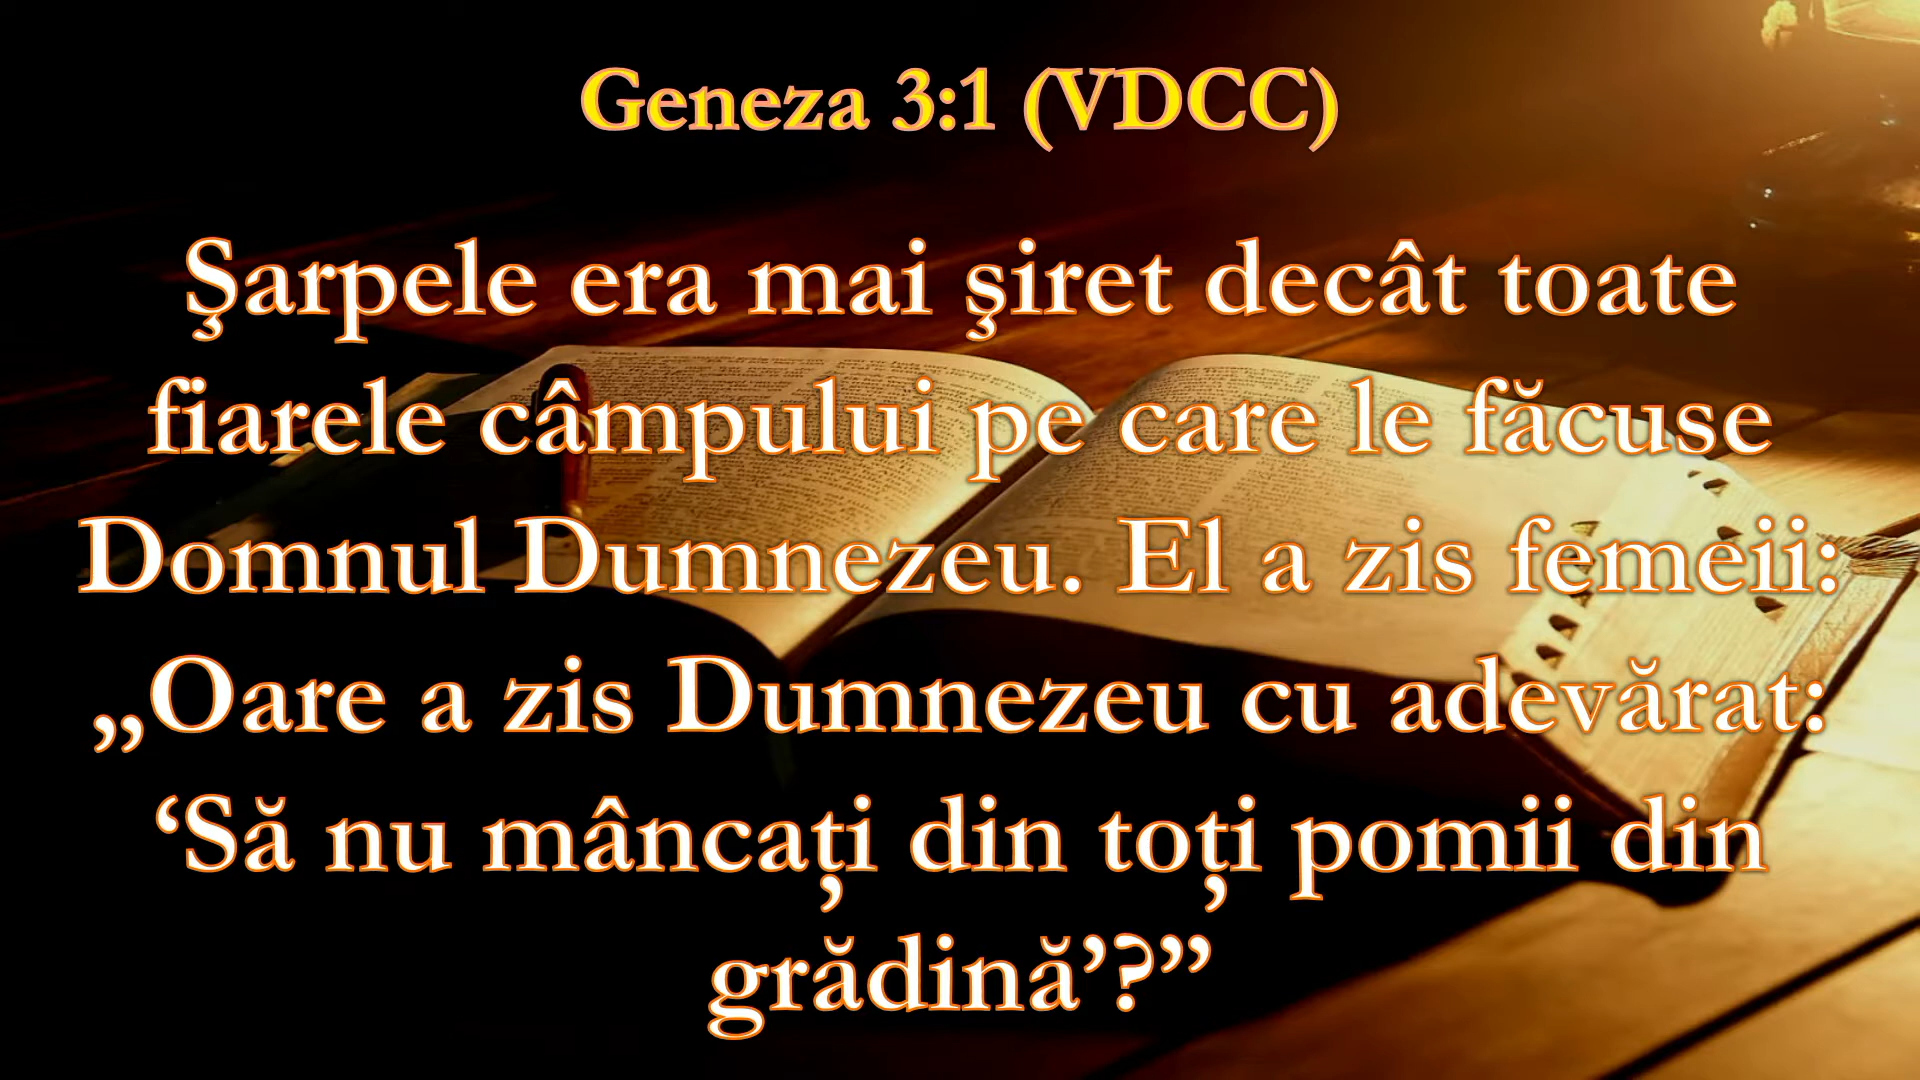 Geneza 3:1 (VDCC)
Şarpele era mai şiret decât toate
fiarele câmpului pe care le făcuse
Domnul Dumnezeu. El a zis femeii:
„Oare a zis Dumnezeu cu adevărat:
‘Să nu mâncați din toți pomii din
grădină’?”